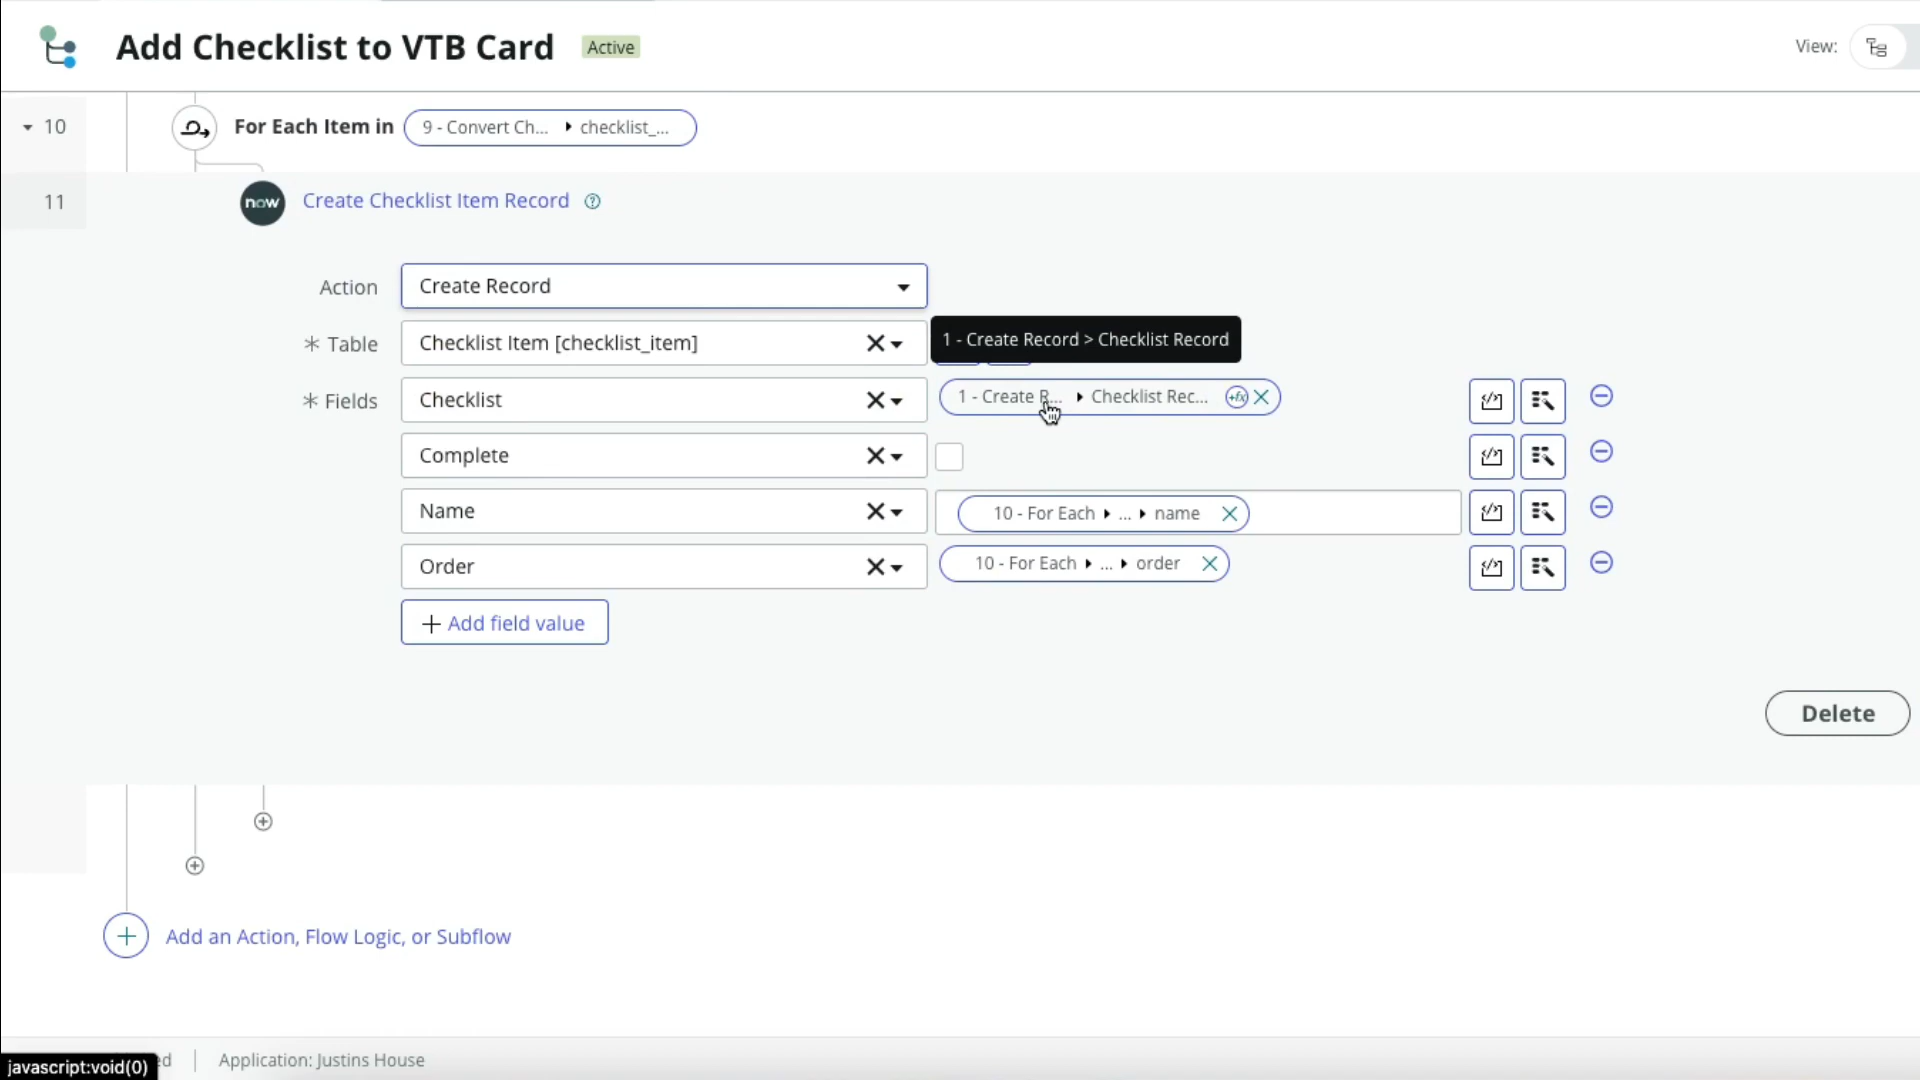 Add Checklist to VTB Card
Active
View:
10
For Each Item in
9 - Convert Ch... checklist_...
11
now
Create Checklist Item Record
Action
Create Record
* Table
Checklist Item [checklist_item]
1 - Create Record > Checklist Record
* Fields
Checklist
1 - Create R... Checklist Rec... +fx
Complete
Name
10 - For Each ... name
Order
10 - For Each ... order
+ Add field value
Delete
Add an Action, Flow Logic, or Subflow
javascript:void(0)
Application: Justins House